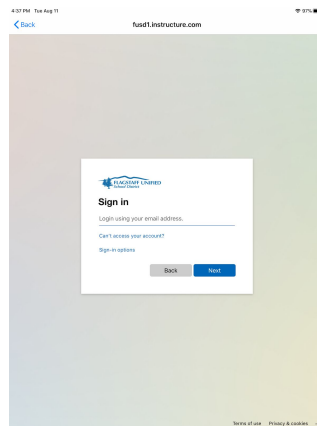 4:37 PM Tue Aug 11
97%
Back
fusd1.instructure.com
FLAGSTAFF UNIFIED
School District
Sign in
Login using your email address.
Can't access your account?
Sign-in options
Back
Next
Terms of use Privacy & cookies